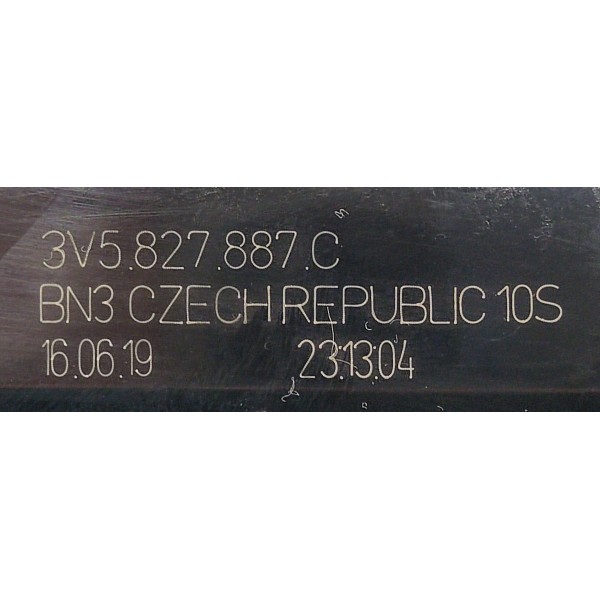 3V5.827.887.C
BN3 CZECH REPUBLIC 10S
16.06.19 23:13:04